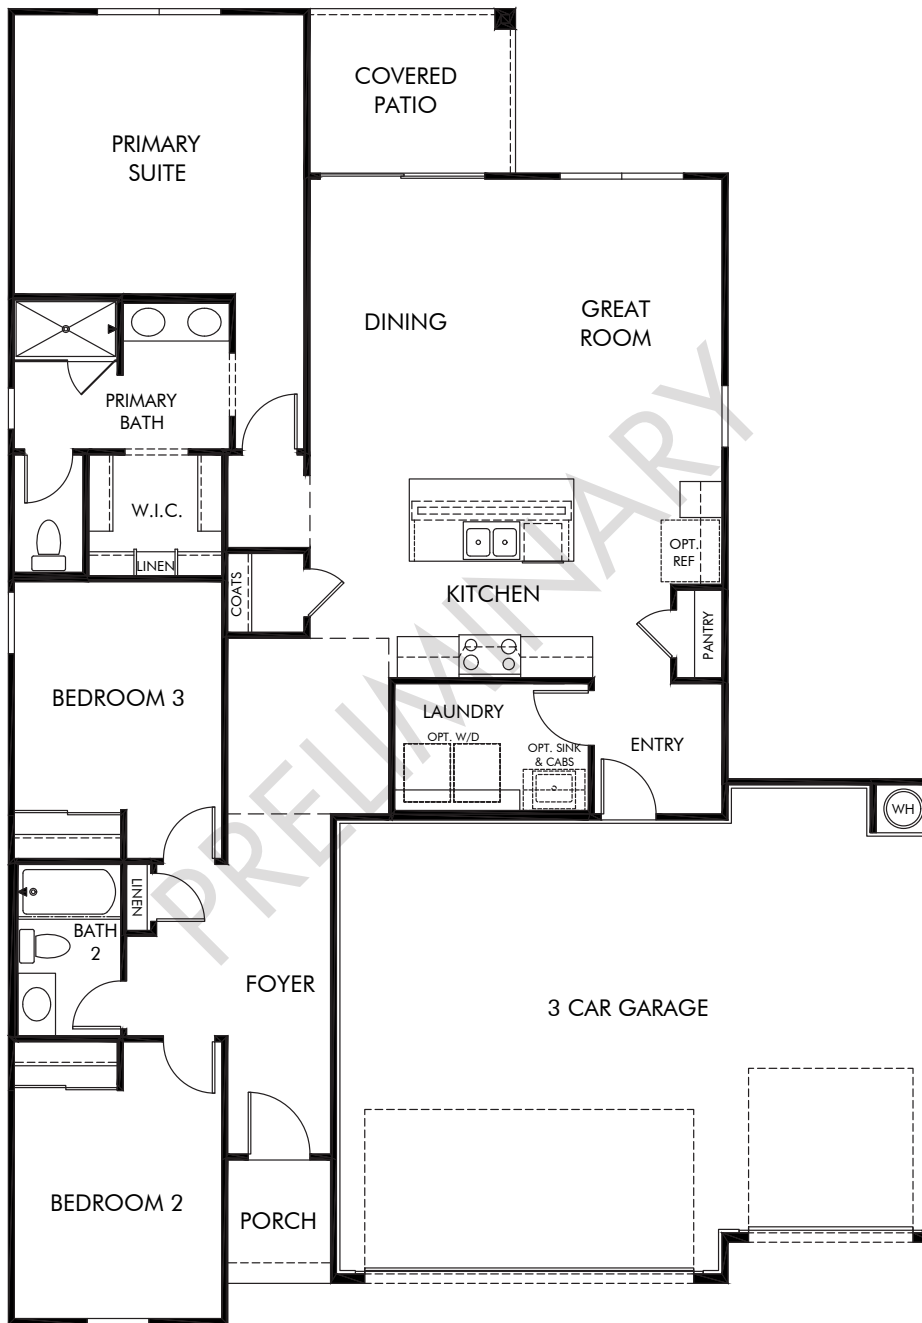 COVERED
PATIO
PRIMARY
SUITE
DINING
GREAT
ROOM
PRIMARY
BATH
W.I.C.
LINEN
OPT.
REF
COATS
KITCHEN
PANTRY
BEDROOM 3
LAUNDRY
OPT. W/D
OPT. SINK
& CABS
ENTRY
WH
LINEN
BATH
2
FOYER
3 CAR GARAGE
BEDROOM 2
PORCH
PRELIMINARY